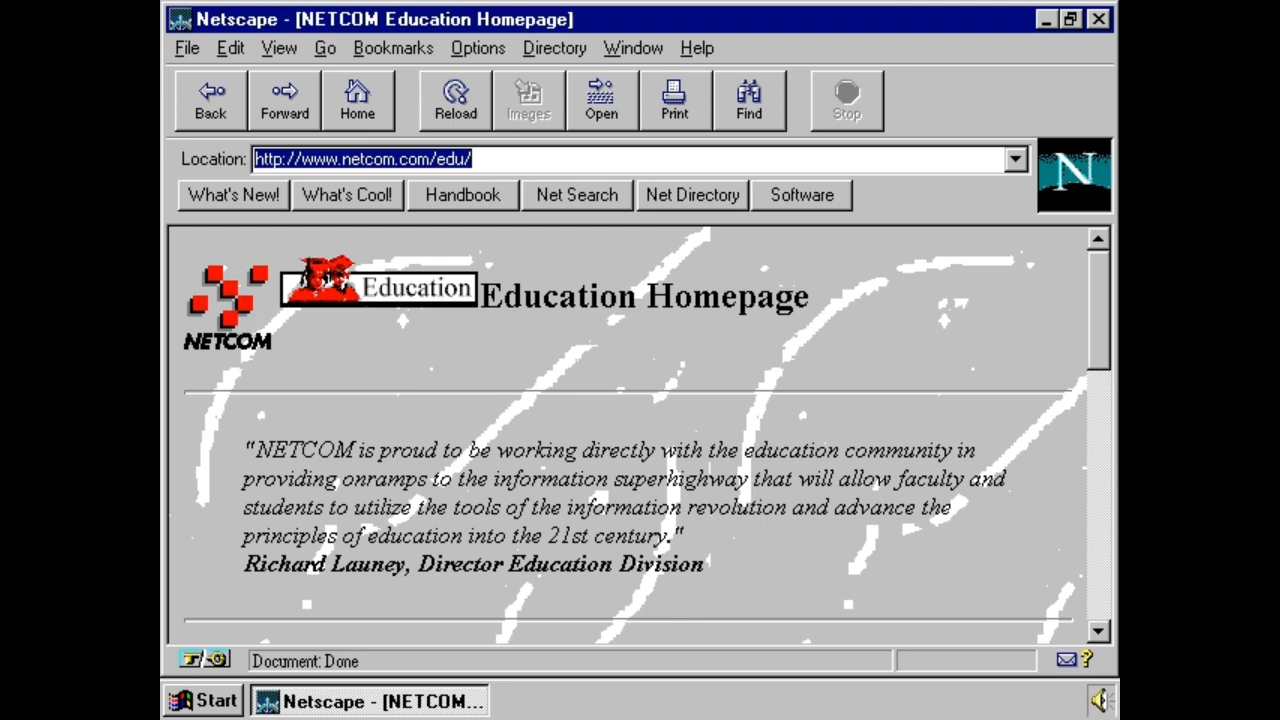 Netscape - [NETCOM Education Homepage]
File Edit View Go Bookmarks Options Directory Window Help
Back Forward Home Reload Images Open Print Find Stop
Location: http://www.netcom.com/edu/
N
What's New! What's Cool! Handbook Net Search Net Directory Software
Education Education Homepage
NETCOM
"NETCOM is proud to be working directly with the education community in
providing onramps to the information superhighway that will allow faculty and
students to utilize the tools of the information revolution and advance the
principles of education into the 21st century."
Richard Launey, Director Education Division
Document: Done
Start Netscape - [NETCOM...